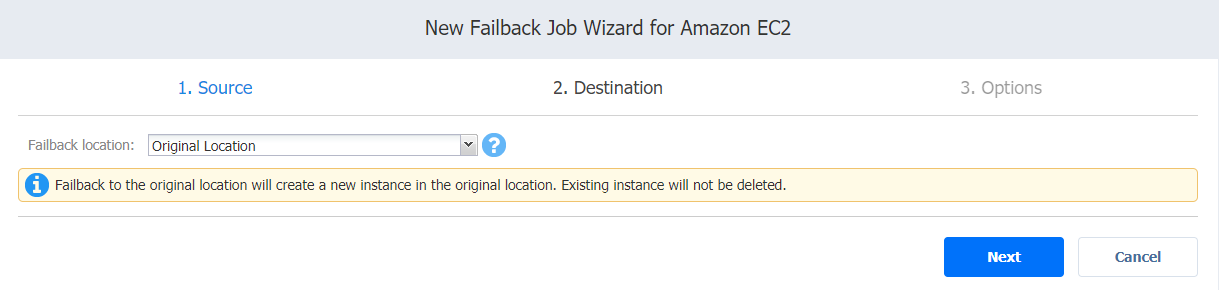 New Failback Job Wizard for Amazon EC2
1. Source
2. Destination
3. Options
Failback location: Original Location
Failback to the original location will create a new instance in the original location. Existing instance will not be deleted.
Next
Cancel